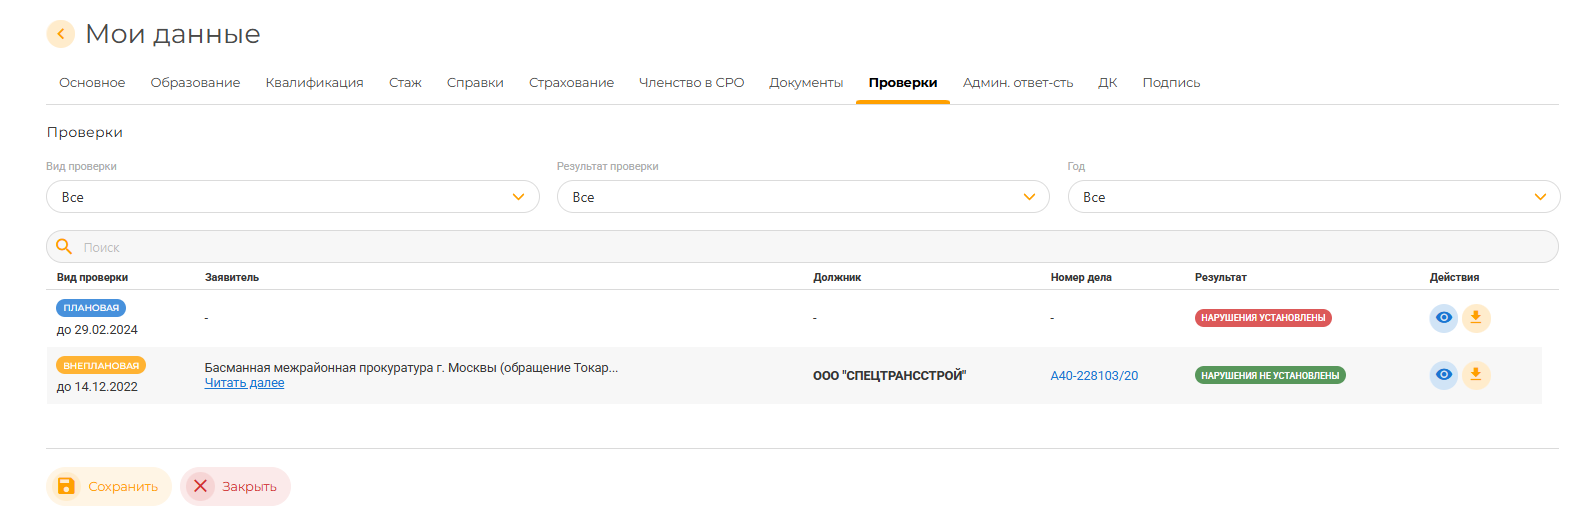 Мои данные
Основное Образование Квалификация Стаж Справки Страхование Членство в СРО Документы Проверки Админ. ответ-сть ДК Подпись
Проверки
Вид проверки Результат проверки Год
Все Все Все
Поиск
Вид проверки Заявитель Должник Номер дела Результат Действия
ПЛАНОВАЯ
до 29.02.2024 - - - НАРУШЕНИЯ УСТАНОВЛЕНЫ
ВНЕПЛАНОВАЯ
до 14.12.2022 Басманная межрайонная прокуратура г. Москвы (обращение Токар...
Читать далее
ООО "СПЕЦТРАНССТРОЙ" А40-228103/20 НАРУШЕНИЯ НЕ УСТАНОВЛЕНЫ
Сохранить Закрыть